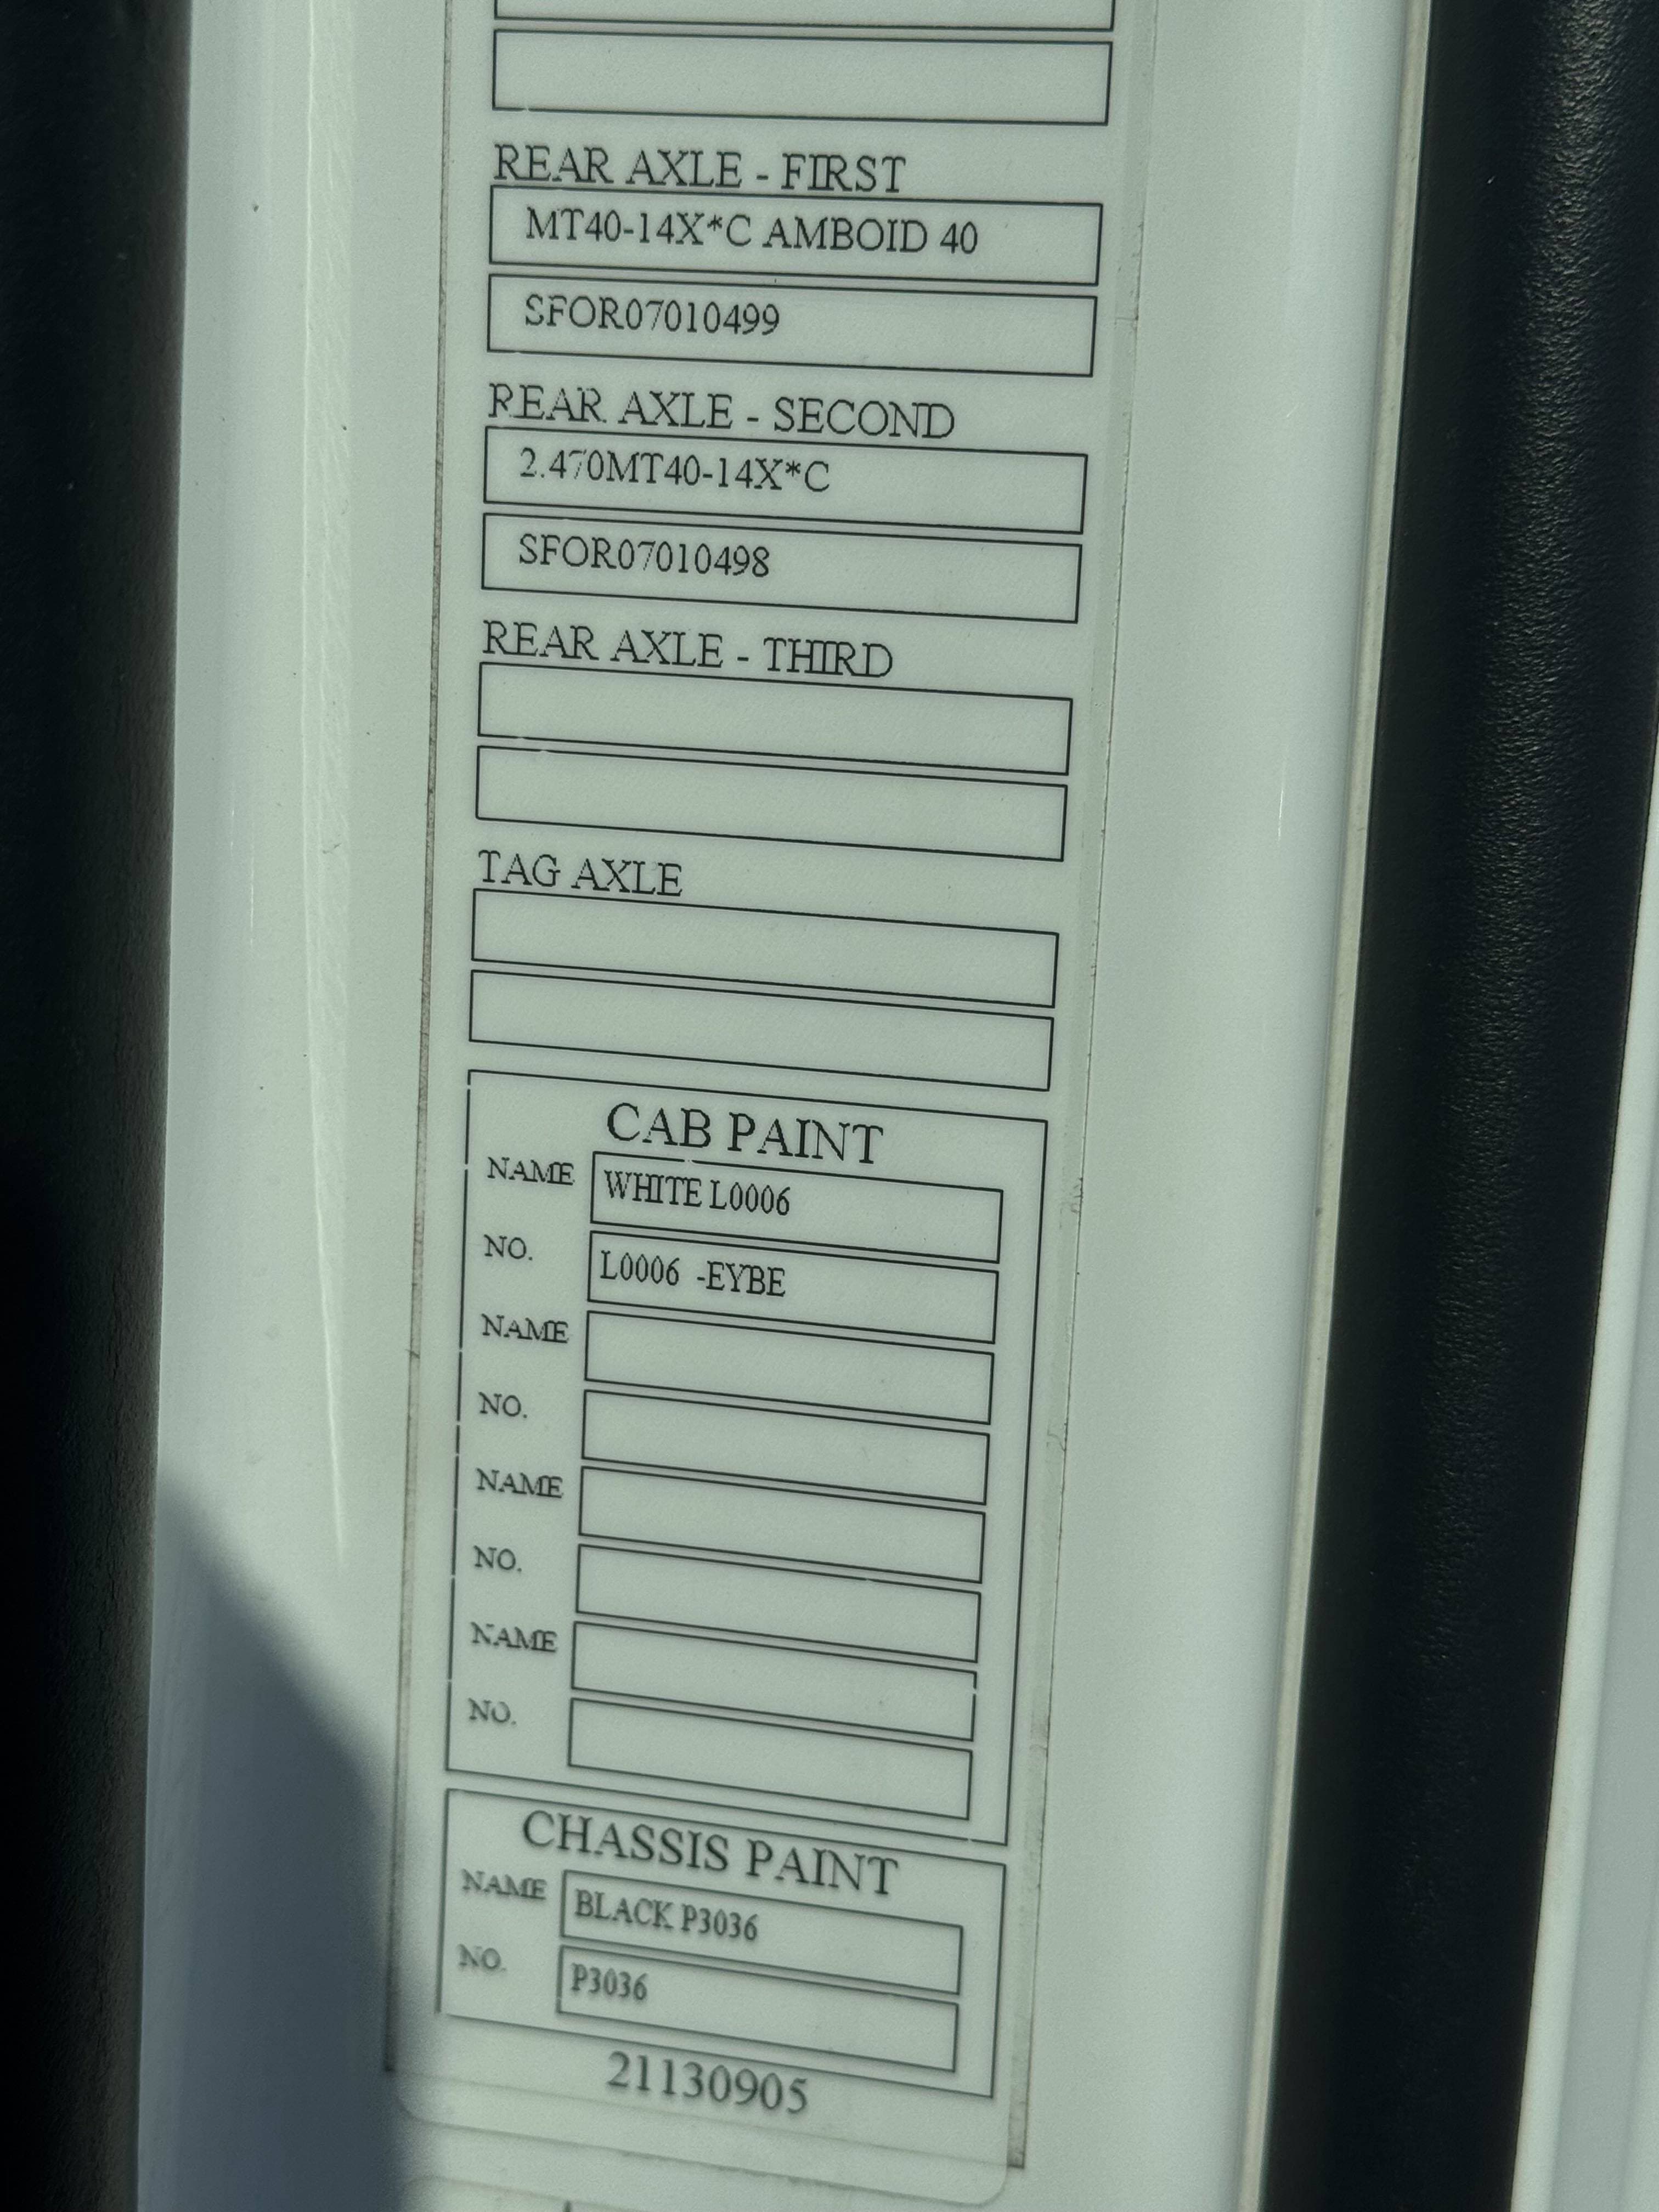 REAR AXLE - FIRST
MT40-14X*C AMBOID 40
SFOR07010499
REAR AXLE - SECOND
2.470MT40-14X*C
SFOR07010498
REAR AXLE - THIRD
TAG AXLE
CAB PAINT
NAME WHITE L0006
NO. L0006 -EYBE
NAME
NO.
NAME
NO.
NAME
NO.
CHASSIS PAINT
NAME BLACK P3036
NO. P3036
21130905